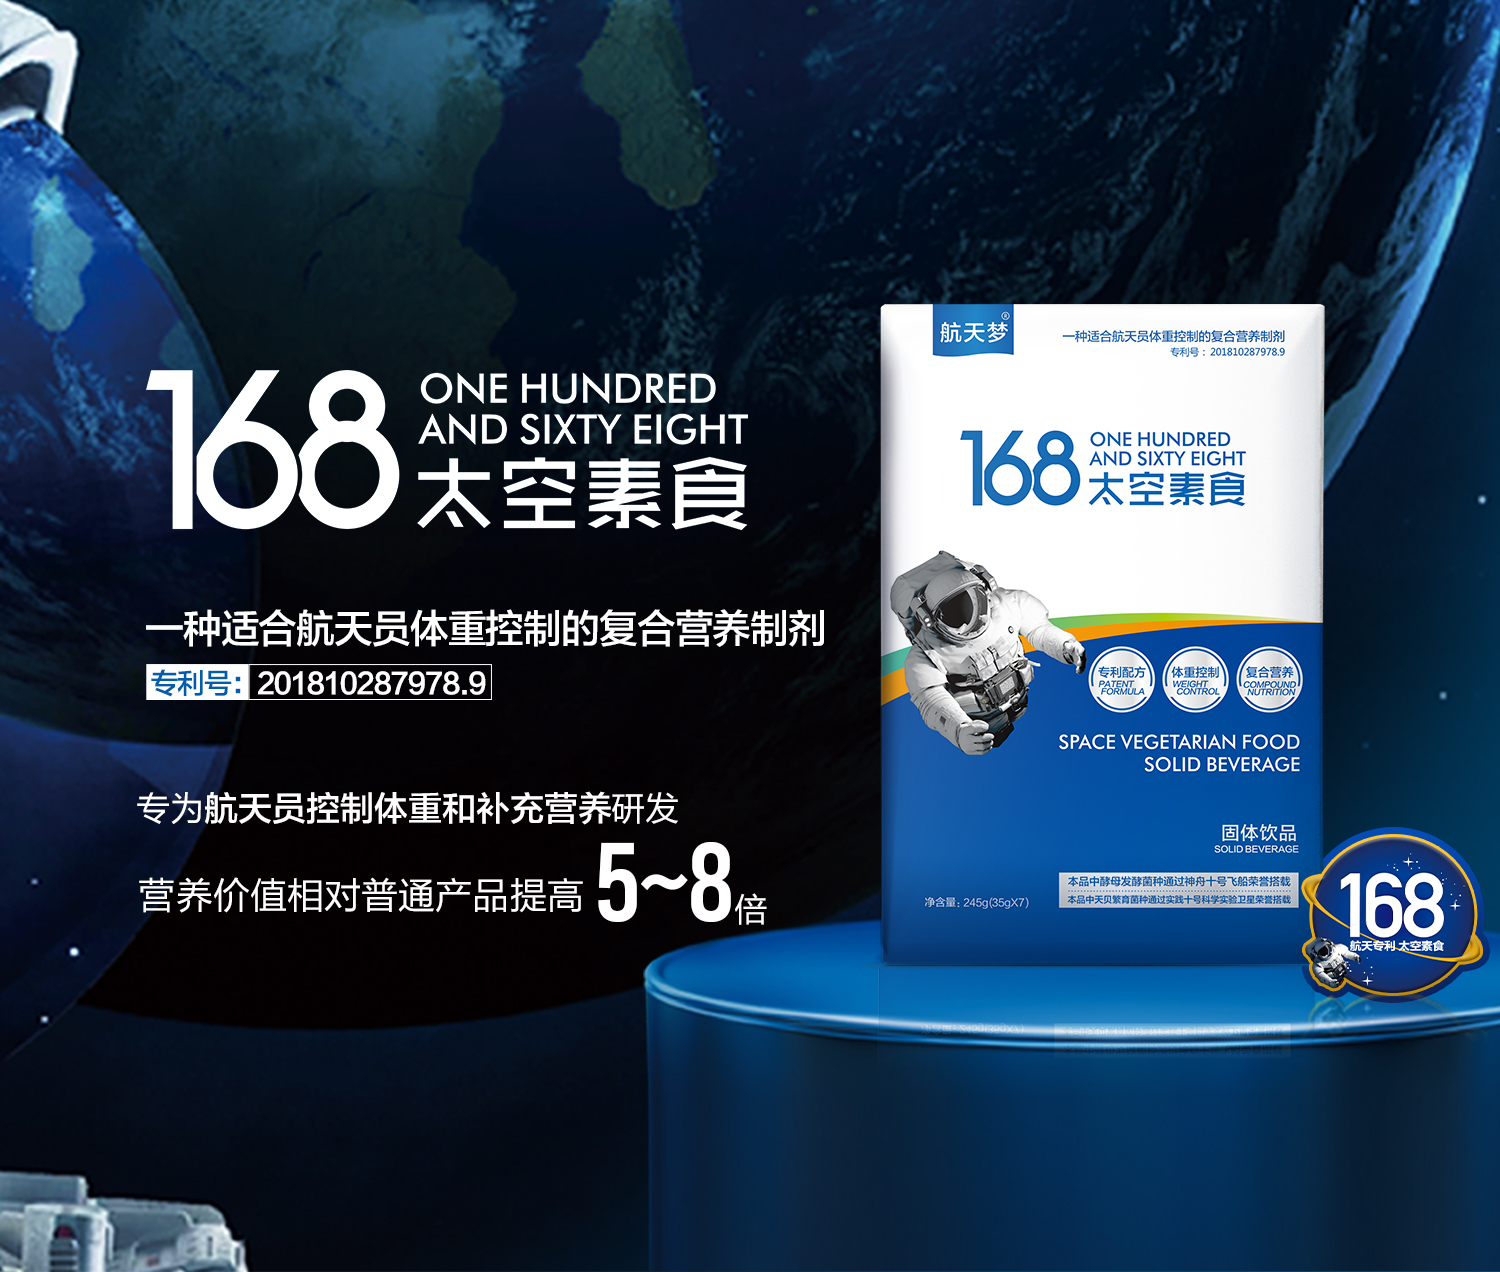 168
ONE HUNDRED
AND SIXTY EIGHT
太空素食
一种适合航天员体重控制的复合营养制剂
专利号：201810287978.9
专为航天员控制体重和补充营养研发
营养价值相对普通产品提高5~8倍
航天梦®
一种适合航天员体重控制的复合营养制剂
专利号：201810287978.9
168
ONE HUNDRED
AND SIXTY EIGHT
太空素食
专利配方
PATENT
FORMULA
体重控制
WEIGHT
CONTROL
复合营养
COMPOUND
NUTRITION
SPACE VEGETARIAN FOOD
SOLID BEVERAGE
固体饮品
SOLID BEVERAGE
净含量：245g(35gX7)
本品中酵母发酵菌种通过神舟十号飞船荣誉搭载
本品中天贝繁育菌种通过实践十号科学实验卫星荣誉搭载
168
航天专利 太空素食